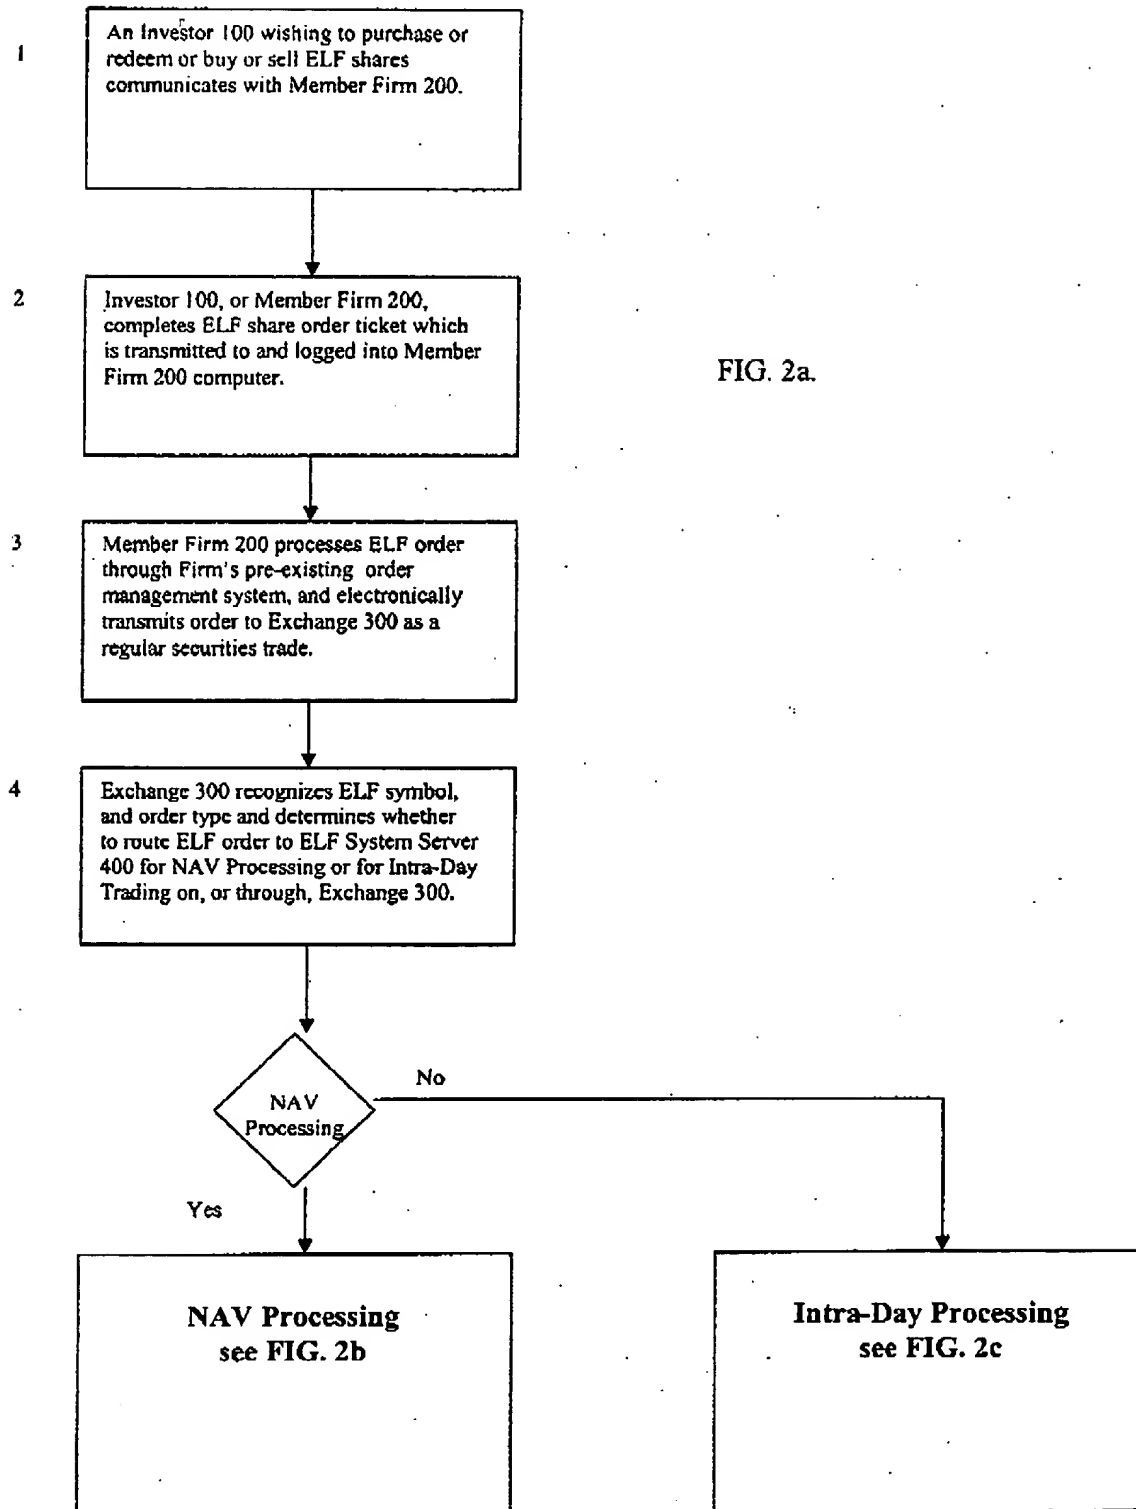 1
An Investor 100 wishing to purchase or
redeem or buy or sell ELF shares
communicates with Member Firm 200.
2
Investor 100, or Member Firm 200,
completes ELF share order ticket which
is transmitted to and logged into Member
Firm 200 computer.
FIG. 2a.
3
Member Firm 200 processes ELF order
through Firm's pre-existing order
management system, and electronically
transmits order to Exchange 300 as a
regular securities trade.
4
Exchange 300 recognizes ELF symbol,
and order type and determines whether
to route ELF order to ELF System Server
400 for NAV Processing or for Intra-Day
Trading on, or through, Exchange 300.
NAV
Processing
No
Yes
NAV Processing
see FIG. 2b
Intra-Day Processing
see FIG. 2c